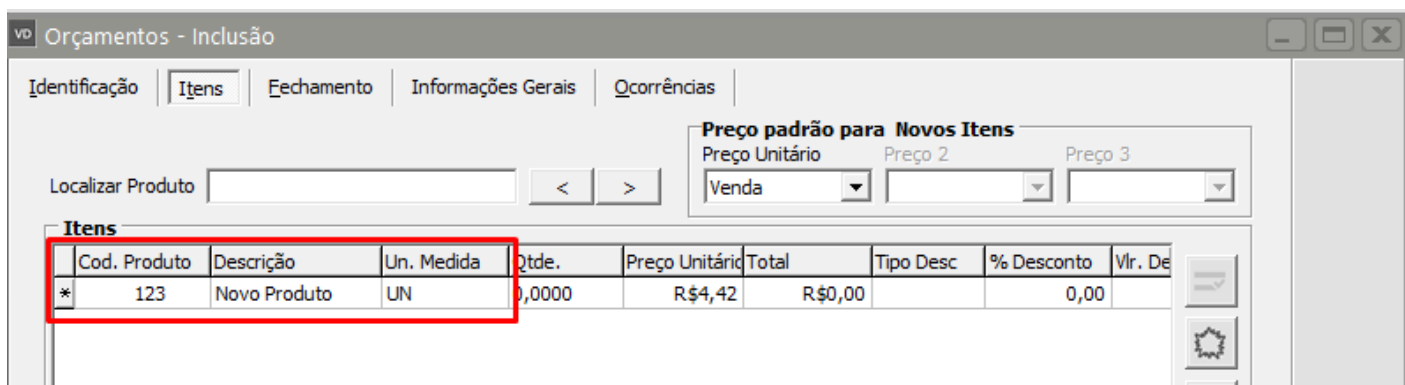 VD Orçamentos - Inclusão
Identificação Itens Fechamento Informações Gerais Ocorrências
Preço padrão para Novos Itens
Preço Unitário Preço 2 Preço 3
Localizar Produto < > Venda
Itens
Cod. Produto Descrição Un. Medida Qtde. Preço Unitário Total Tipo Desc % Desconto Vlr. De
* 123 Novo Produto UN 0,0000 R$4,42 R$0,00 0,00